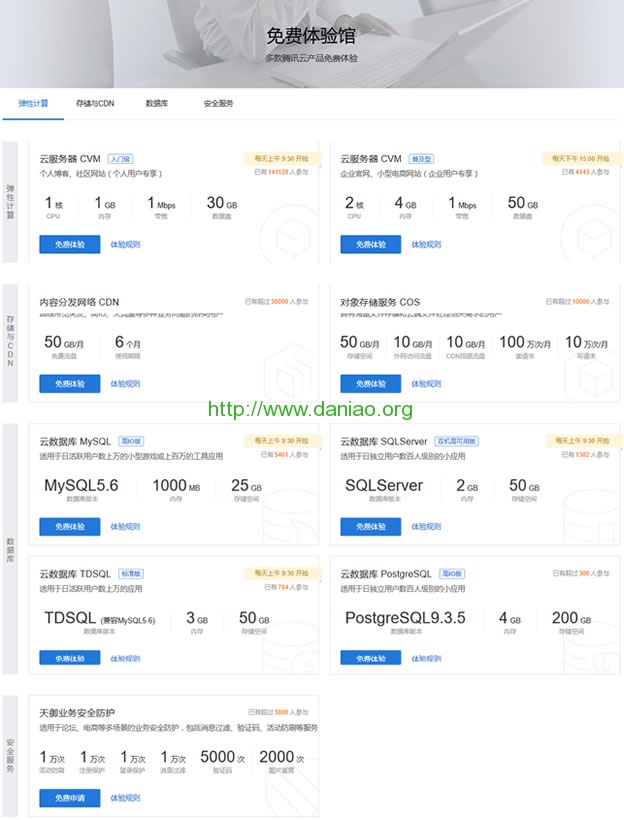 免费体验馆
多款腾讯云产品免费体验
弹性计算 存储与CDN 数据库 安全服务
弹性计算
云服务器 CVM 入门级 每天上午 9:30 开抢
个人博客、社区网站（个人用户专享） 已有 141120 人参与
1 核 1 GB 1 Mbps 30 GB
CPU 内存 带宽 数据盘
免费体验 体验规则
云服务器 CVM 普及型 每天下午 15:00 开抢
企业官网、小型电商网站（企业用户专享） 已有 4143 人参与
2 核 4 GB 1 Mbps 50 GB
CPU 内存 带宽 数据盘
免费体验 体验规则
存储与CDN
内容分发网络 CDN 已有超过 30000 人参与
50 GB/月 6 个月
免费流量 使用期限
免费体验 体验规则
对象存储服务 COS 已有超过 10000 人参与
50 GB/月 10 GB/月 10 GB/月 100 万次/月 10 万次/月
存储空间 外网访问流量 CDN回源流量 读请求 写请求
免费体验 体验规则
http://www.daniao.org
数据库
云数据库 MySQL 高IO版 每天上午 9:30 开抢
适用于日活跃用户数上万的小型游戏或上百万的工具应用 已有 5401 人参与
MySQL5.6 1000 MB 25 GB
数据库版本 内存 存储空间
免费体验 体验规则
云数据库 SQLServer 双机高可用版 每天上午 9:30 开抢
适用于日独立用户数百人级别的小应用 已有 1302 人参与
SQLServer 2 GB 50 GB
数据库版本 内存 存储空间
免费体验 体验规则
云数据库 TDSQL 标准版 每天上午 9:30 开抢
适用于日活跃用户数上万的应用 已有 784 人参与
TDSQL (兼容MySQL5.6) 3 GB 50 GB
数据库版本 内存 存储空间
免费体验 体验规则
云数据库 PostgreSQL 高IO版 已有超过 300 人参与
适用于日独立用户数百人级别的小应用
PostgreSQL9.3.5 4 GB 200 GB
数据库版本 内存 存储空间
免费体验 体验规则
安全服务
天御业务安全防护 已有超过 5000 人参与
适用于论坛、电商等多场景的业务安全防护，包括消息过滤、验证码、活动防刷等服务
1 万次 1 万次 1 万次 1 万次 5000 次 2000 次
活动防刷 注册保护 登录保护 消息过滤 验证码 图片鉴黄
免费申请 体验规则